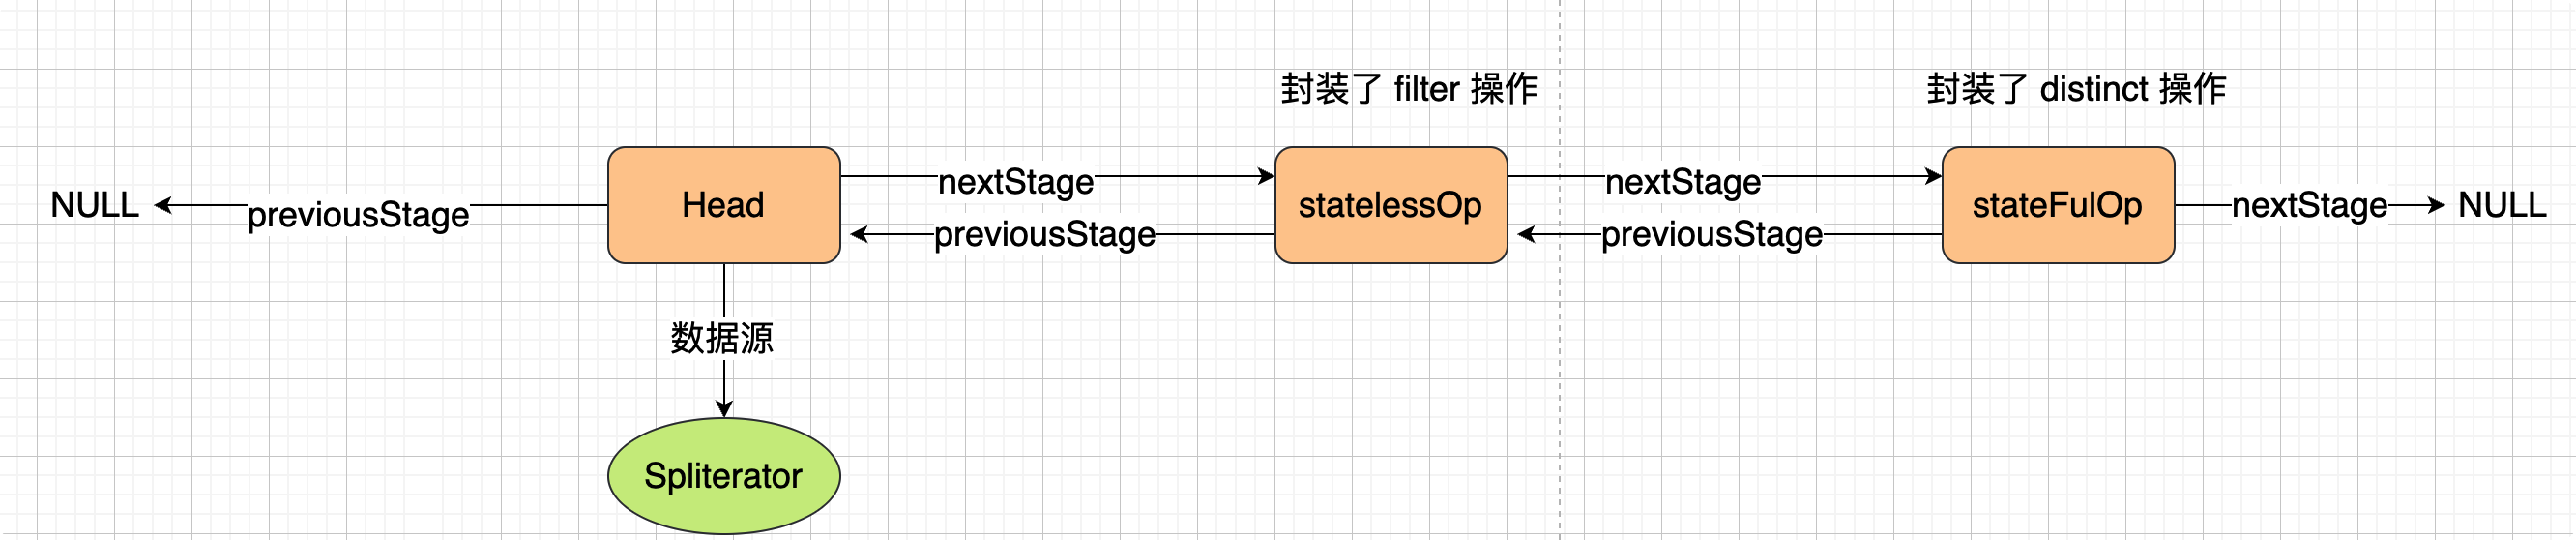 封装了 filter 操作
封装了 distinct 操作
NULL
previousStage
Head
nextStage
previousStage
statelessOp
nextStage
previousStage
stateFulOp
nextStage
NULL
数据源
Spliterator